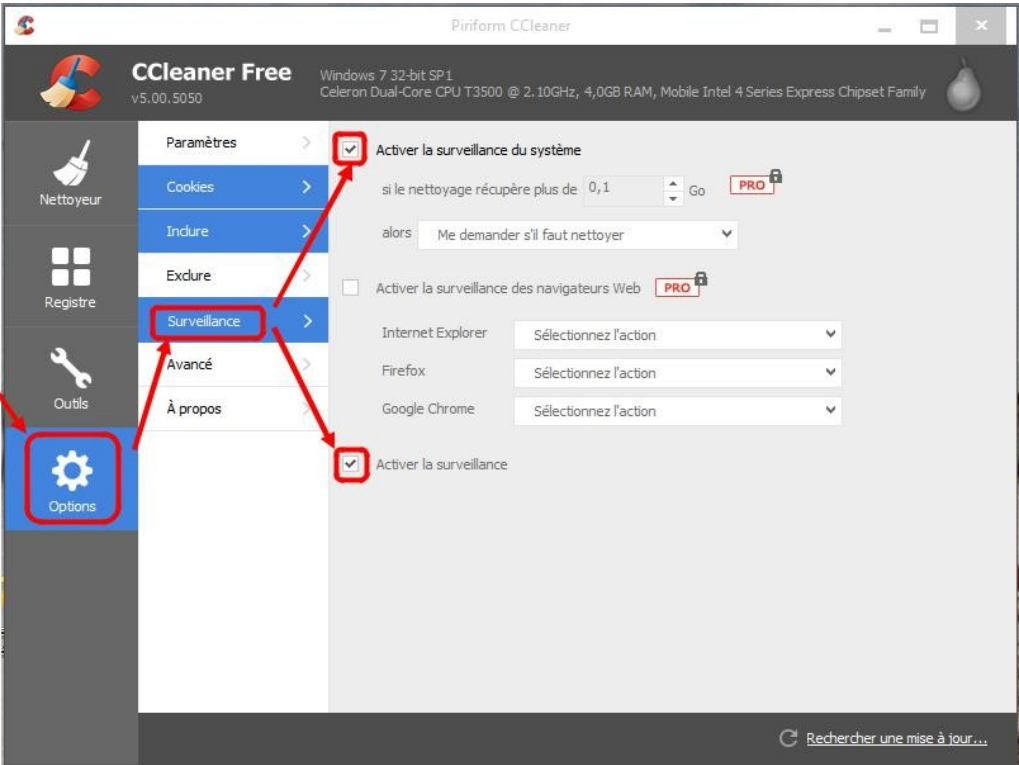 Piriform CCleaner
CCleaner Free
v5.00.5050
Windows 7 32-bit SP1
Celeron Dual-Core CPU T3500 @ 2.10GHz, 4,0GB RAM, Mobile Intel 4 Series Express Chipset Family
Nettoyeur
Registre
Outils
Options
Paramètres
Cookies
Inclure
Exclure
Surveillance
Avancé
À propos
Activer la surveillance du système
si le nettoyage récupère plus de 0,1 Go PRO
alors Me demander s'il faut nettoyer
Activer la surveillance des navigateurs Web PRO
Internet Explorer Sélectionnez l'action
Firefox Sélectionnez l'action
Google Chrome Sélectionnez l'action
Activer la surveillance
Rechercher une mise à jour...